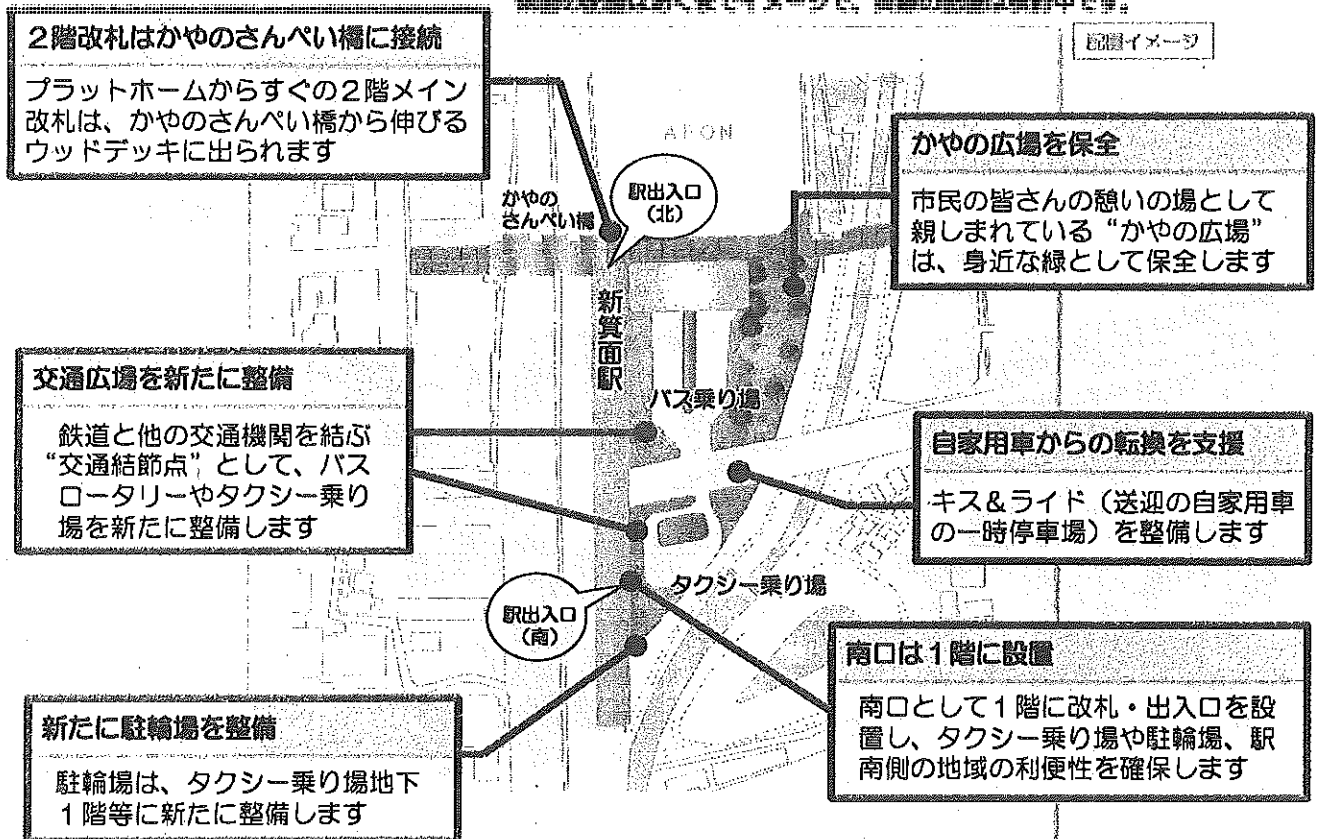 配置イメージ
2階改札はかやのさんぺい橋に接続
プラットホームからすぐの2階メイン
改札は、かやのさんぺい橋から伸びる
ウッドデッキに出られます
かやの広場を保全
市民の皆さんの憩いの場として
親しまれている“かやの広場”
は、身近な緑として保全します
かやの
さんぺい橋
駅出入口
(北)
新箕面駅
交通広場を新たに整備
鉄道と他の交通機関を結ぶ
“交通結節点”として、バス
ロータリーやタクシー乗り
場を新たに整備します
バス乗り場
自家用車からの転換を支援
キス&ライド(送迎の自家用車
の一時停車場)を整備します
タクシー乗り場
駅出入口
(南)
南口は1階に設置
南口として1階に改札・出入口を設
置し、タクシー乗り場や駐輪場、駅
南側の地域の利便性を確保します
新たに駐輪場を整備
駐輪場は、タクシー乗り場地下
1階等に新たに整備します